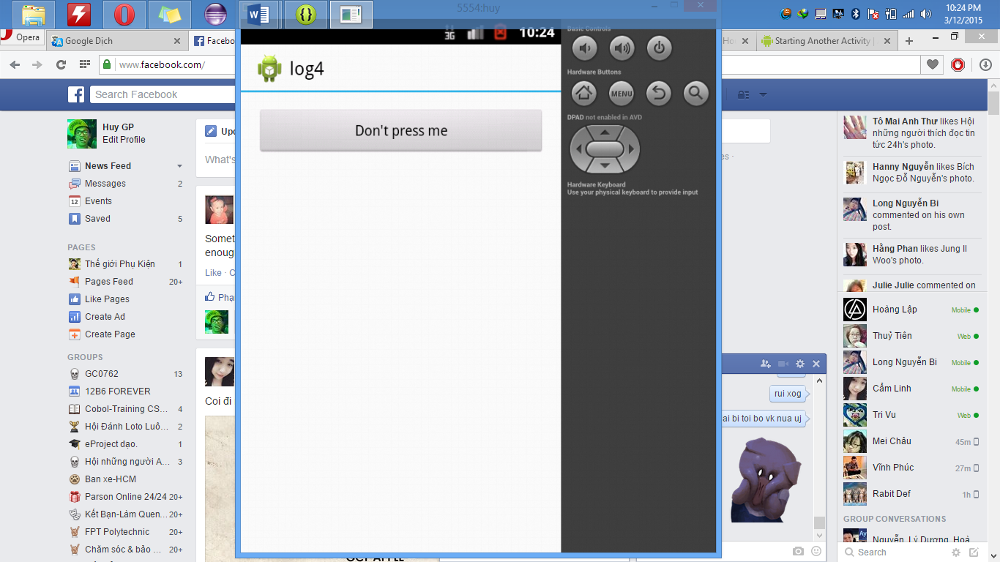 5554:huy
10:24 PM
3/12/2015
Opera
Google Dịch
Facebo
Starting Another Activity |
www.facebook.com/
3G
10:24
log4
Don't press me
Basic Controls
Hardware Buttons
MENU
DPAD not enabled in AVD
Hardware Keyboard
Use your physical keyboard to provide input
Search Facebook
Huy GP
Edit Profile
News Feed
Messages 2
Events
Saved 5
PAGES
Thế giới Phụ Kiện 1
Pages Feed 20+
Like Pages
Create Ad
Create Page
GROUPS
GC0762 13
12B6 FOREVER
Cobol-Training CS... 4
Hội Đánh Loto Luô... 2
eProject dạo. 1
Hội những người A... 3
Ban xe-HCM
Parson Online 24/24 20+
Kết Bạn-Làm Quen... 20+
FPT Polytechnic 20+
Chăm sóc & bảo ... 20+
Upd
What's
Somet
enoug
Like · C
Phạ
Coi đi
Tô Mai Anh Thư likes Hội
những người thích đọc tin
tức 24h's photo.
Hanny Nguyễn likes Bích
Ngọc Đỗ Nguyễn's photo.
Long Nguyễn Bi
commented on his own
post.
Hằng Phan likes Jung Il
Woo's photo.
Julie Julie commented on
Hoàng Lập Mobile
Thuỷ Tiên Web
Long Nguyễn Bi Mobile
Cẩm Linh Mobile
Tri Vu Web
Mei Châu 45m
Vĩnh Phúc 27m
Rabit Def 1h
GROUP CONVERSATIONS
Nguyễn, Lý Dương, Hoà
Search
rui xog
ai bi toi bo vk nua uj